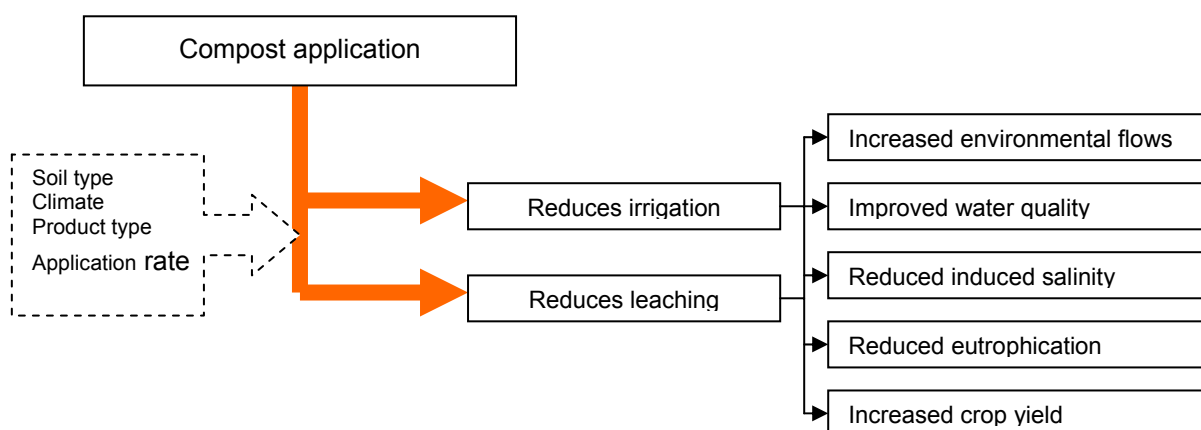 Compost application
Soil type
Climate
Product type
Application rate
Reduces irrigation
Reduces leaching
Increased environmental flows
Improved water quality
Reduced induced salinity
Reduced eutrophication
Increased crop yield